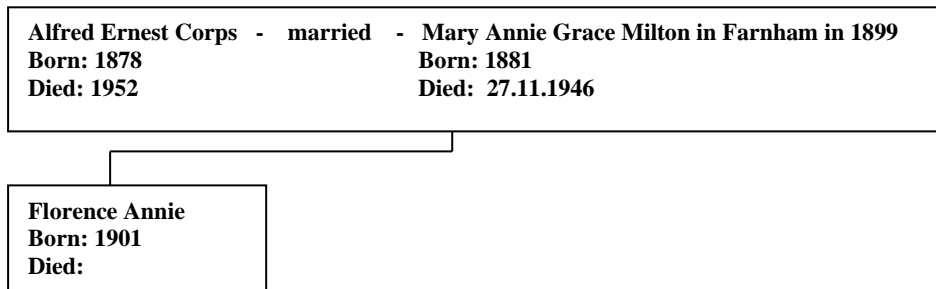 Alfred Ernest Corps - married - Mary Annie Grace Milton in Farnham in 1899
Born: 1878 Born: 1881
Died: 1952 Died: 27.11.1946
Florence Annie
Born: 1901
Died: